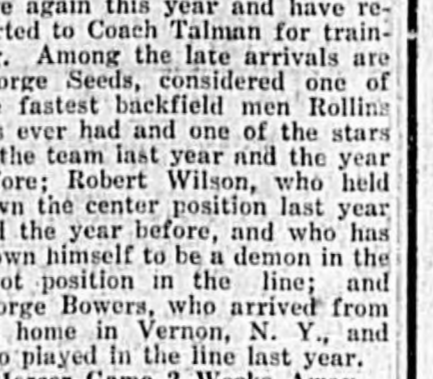 e again this year and have re-
rted to Coach Talman for train-
. Among the late arrivals are
orge Seeds, considered one of
fastest backfield men Rollins
s ever had and one of the stars
the team last year and the year
ore; Robert Wilson, who held
wn the center position last year
l the year before, and who has
own himself to be a demon in the
ot position in the line; and
orge Bowers, who arrived from
home in Vernon, N. Y., and
o played in the line last year.